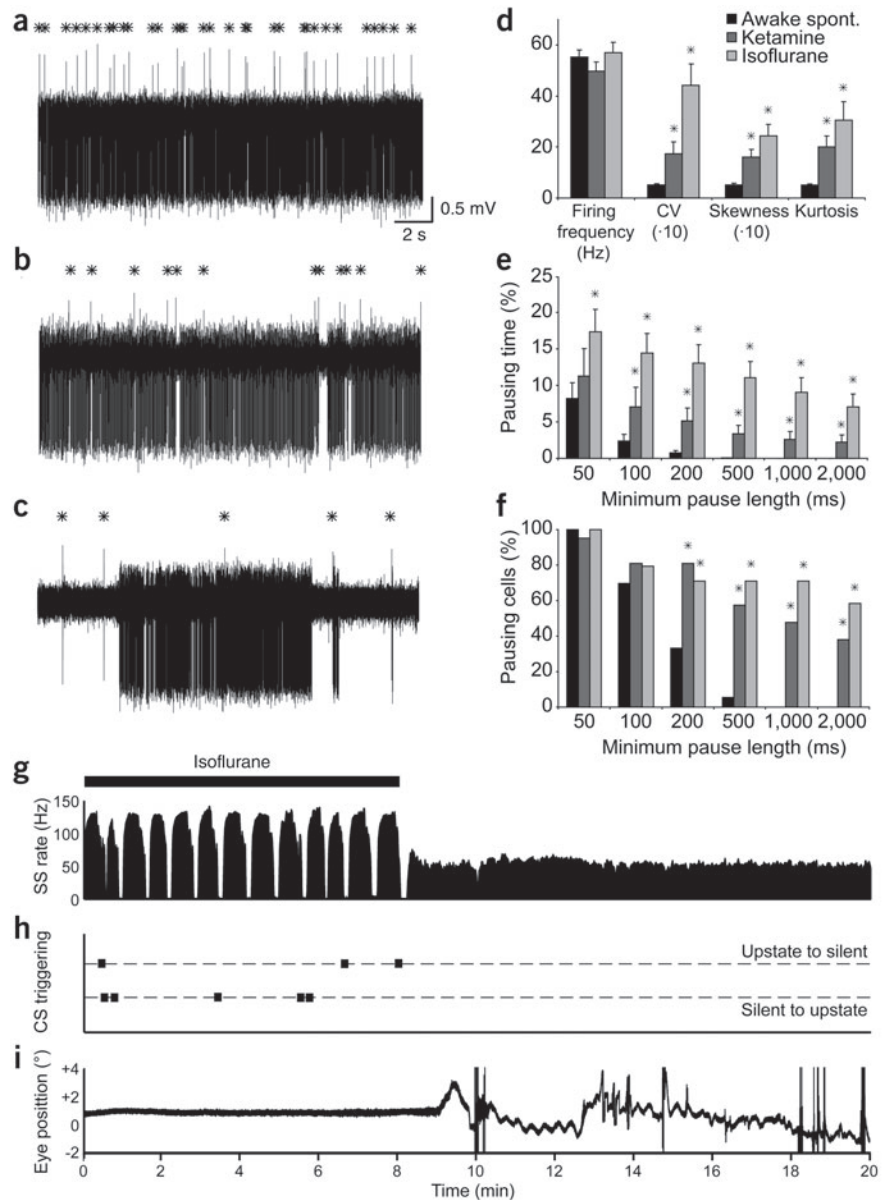 a
0.5 mV
2 s
b
c
d
Awake spont.
Ketamine
Isoflurane
60
40
20
0
Firing frequency (Hz)
CV (·10)
Skewness (·10)
Kurtosis
e
Pausing time (%)
25
20
15
10
5
0
50 100 200 500 1,000 2,000
Minimum pause length (ms)
f
Pausing cells (%)
100
80
60
40
20
0
50 100 200 500 1,000 2,000
Minimum pause length (ms)
g
Isoflurane
SS rate (Hz)
150
100
50
0
h
CS triggering
Upstate to silent
Silent to upstate
i
Eye posittion (°)
+4
+2
0
-2
0 2 4 6 8 10 12 14 16 18 20
Time (min)